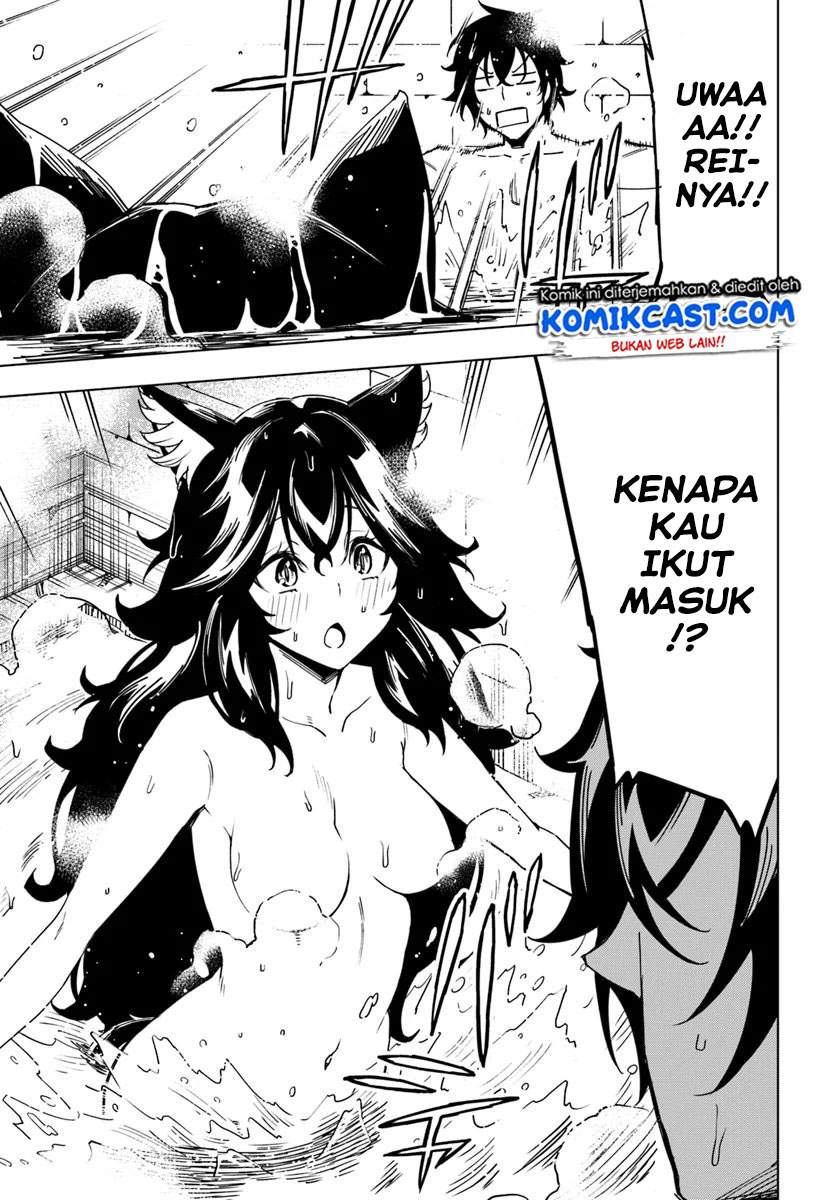 UWAA
AA!!
REI-
NYA!!
Komik ini diterjemahkan & diedit oleh
KOMIKCAST.COM
BUKAN WEB LAIN!!
KENAPA
KAU
IKUT
MASUK
!?